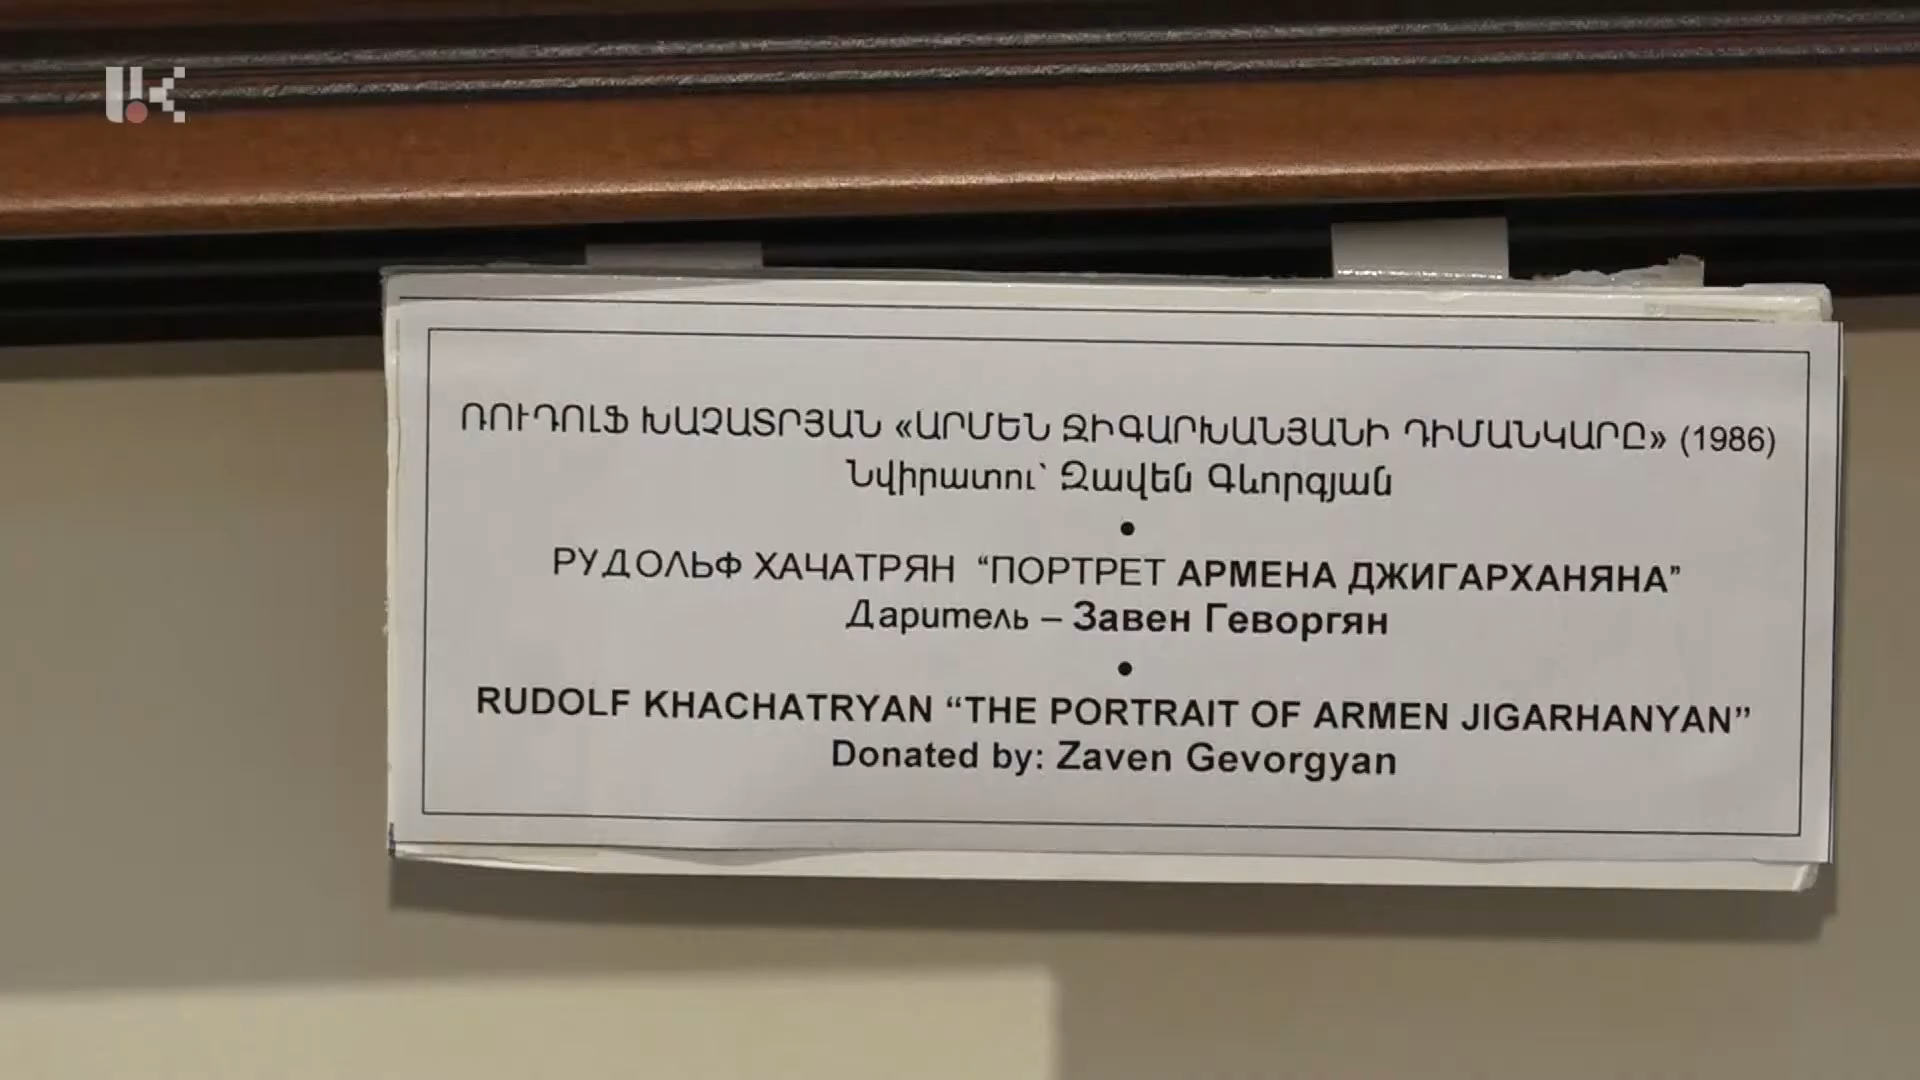 ՌՈՒԴՈԼՖ ԽԱՉԱՏՐՅԱՆ «ԱՐՄԵՆ ՋԻԳԱՐԽԱՆՅԱՆԻ ԴԻՄԱՆԿԱՐԸ» (1986)
Նվիրատու՝ Զավեն Գևորգյան
•
РУДОЛЬФ ХАЧАТРЯН “ПОРТРЕТ АРМЕНА ДЖИГАРХАНЯНА”
Даритель – Завен Геворгян
•
RUDOLF KHACHATRYAN “THE PORTRAIT OF ARMEN JIGARHANYAN”
Donated by: Zaven Gevorgyan